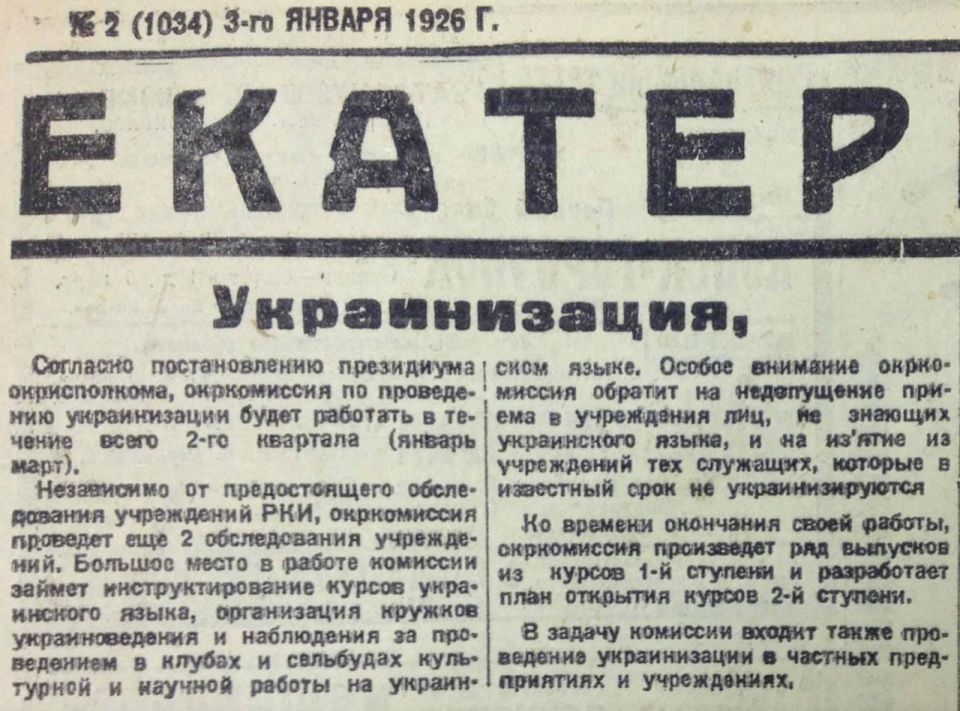 № 2 (1034) 3-го ЯНВАРЯ 1926 Г.
ЕКАТЕР
Украинизация,
Согласно постановлению президиума
окрисполкома, окркомиссия по проведе-
нию украинизации будет работать в те-
чение всего 2-го квартала (январь
март).
Независимо от предостоящего обсле-
дования учреждений РКИ, окркомиссия
проведет еще 2 обследования учрежде-
ний. Большое место в работе комиссии
займет инструктирование курсов укра-
инского языка, организация кружков
украиноведения и наблюдения за про-
ведением в клубах и сельбудах куль-
турной и научной работы на украин-
ском языке. Особое внимание окрко-
миссия обратит на недопущение при-
ема в учреждения лиц, не знающих
украинского языка, и на из'ятие из
учреждений тех служащих, которые в
известный срок не украинизируются
Ко времени окончания своей работы,
окркомиссия произведет ряд выпусков
из курсов 1-й ступени и разработает
план открытия курсов 2-й ступени.
В задачу комиссии входит также про-
ведение украинизации в частных пред-
приятиях и учреждениях.